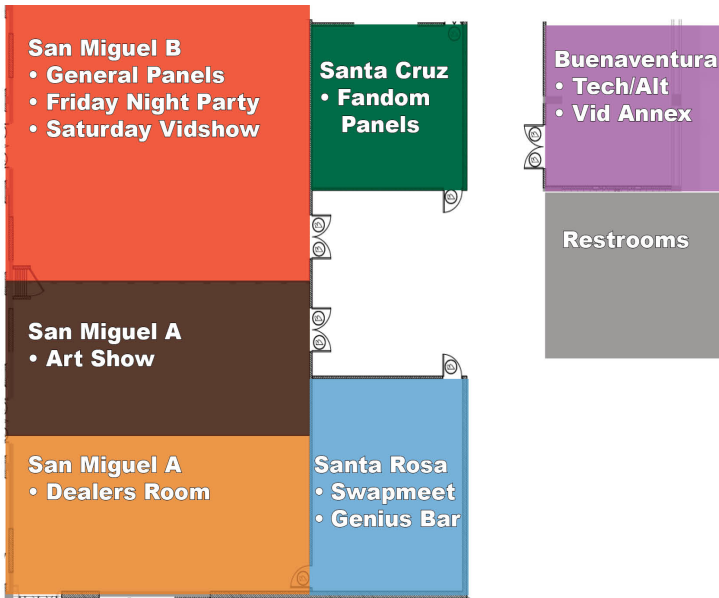 San Miguel B
• General Panels
• Friday Night Party
• Saturday Vidshow
Santa Cruz
• Fandom
Panels
Buenaventura
• Tech/Alt
• Vid Annex
Restrooms
San Miguel A
• Art Show
San Miguel A
• Dealers Room
Santa Rosa
• Swapmeet
• Genius Bar